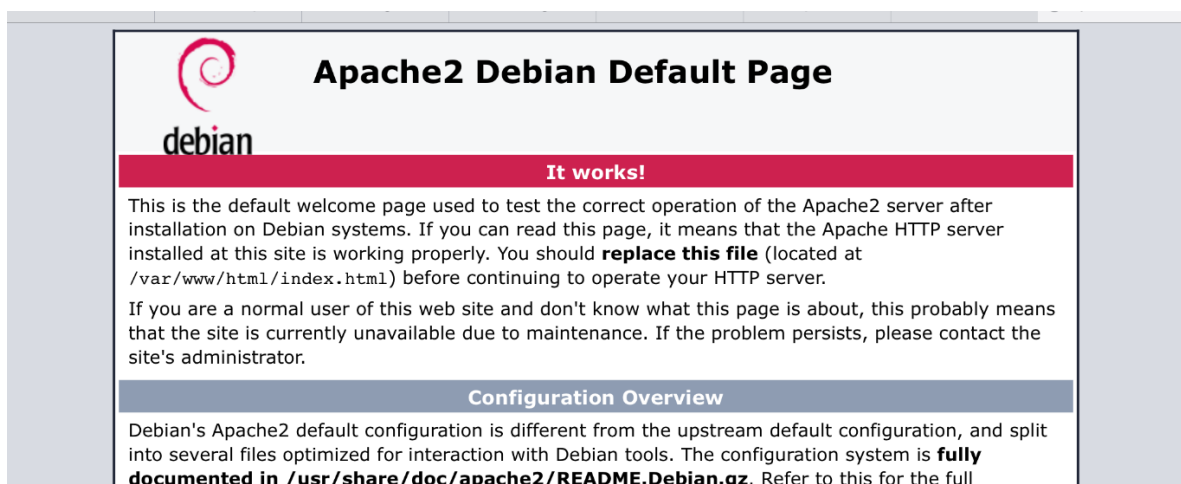 debian
Apache2 Debian Default Page
It works!
This is the default welcome page used to test the correct operation of the Apache2 server after
installation on Debian systems. If you can read this page, it means that the Apache HTTP server
installed at this site is working properly. You should replace this file (located at
/var/www/html/index.html) before continuing to operate your HTTP server.
If you are a normal user of this web site and don't know what this page is about, this probably means
that the site is currently unavailable due to maintenance. If the problem persists, please contact the
site's administrator.
Configuration Overview
Debian's Apache2 default configuration is different from the upstream default configuration, and split
into several files optimized for interaction with Debian tools. The configuration system is fully
documented in /usr/share/doc/apache2/README.Debian.gz. Refer to this for the full